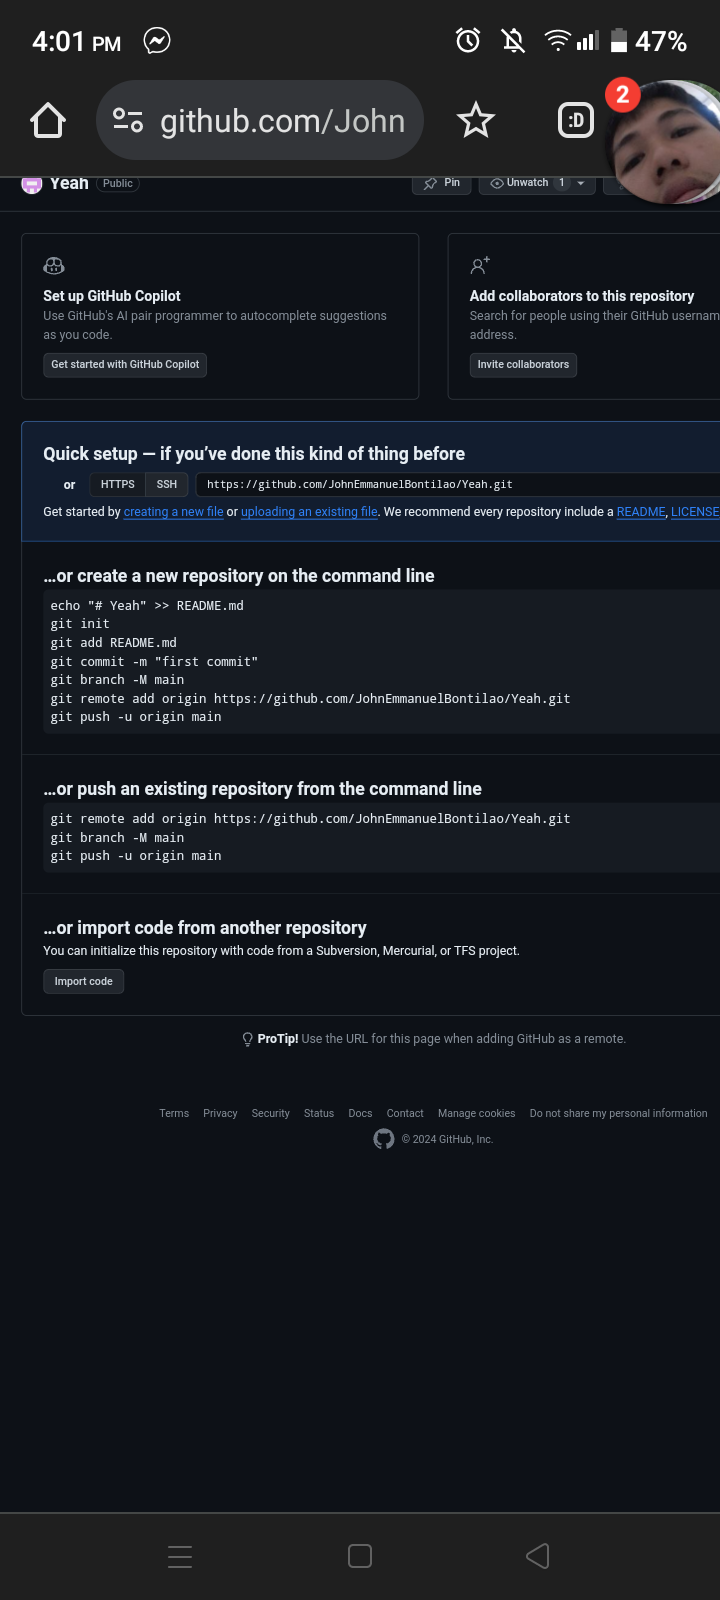 4:01 PM
47%
github.com/John
:D
2
Yeah Public
Pin
Unwatch 1
Set up GitHub Copilot
Use GitHub's AI pair programmer to autocomplete suggestions
as you code.
Get started with GitHub Copilot
Add collaborators to this repository
Search for people using their GitHub usernam
address.
Invite collaborators
Quick setup — if you’ve done this kind of thing before
or HTTPS SSH https://github.com/JohnEmmanuelBontilao/Yeah.git
Get started by creating a new file or uploading an existing file. We recommend every repository include a README, LICENSE
…or create a new repository on the command line
echo "# Yeah" >> README.md
git init
git add README.md
git commit -m "first commit"
git branch -M main
git remote add origin https://github.com/JohnEmmanuelBontilao/Yeah.git
git push -u origin main
…or push an existing repository from the command line
git remote add origin https://github.com/JohnEmmanuelBontilao/Yeah.git
git branch -M main
git push -u origin main
…or import code from another repository
You can initialize this repository with code from a Subversion, Mercurial, or TFS project.
Import code
ProTip! Use the URL for this page when adding GitHub as a remote.
Terms Privacy Security Status Docs Contact Manage cookies Do not share my personal information
© 2024 GitHub, Inc.